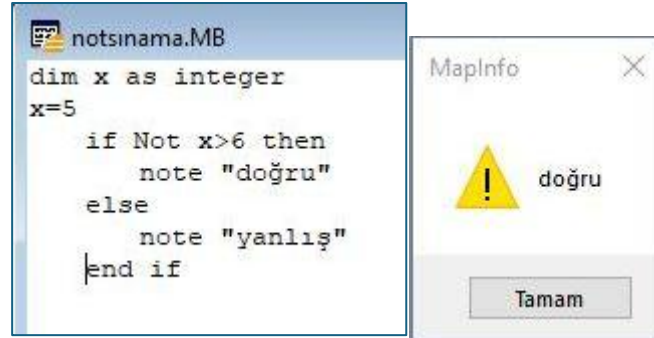 notsınama.MB
dim x as integer
x=5
if Not x>6 then
note "doğru"
else
note "yanlış"
end if
MapInfo
doğru
Tamam